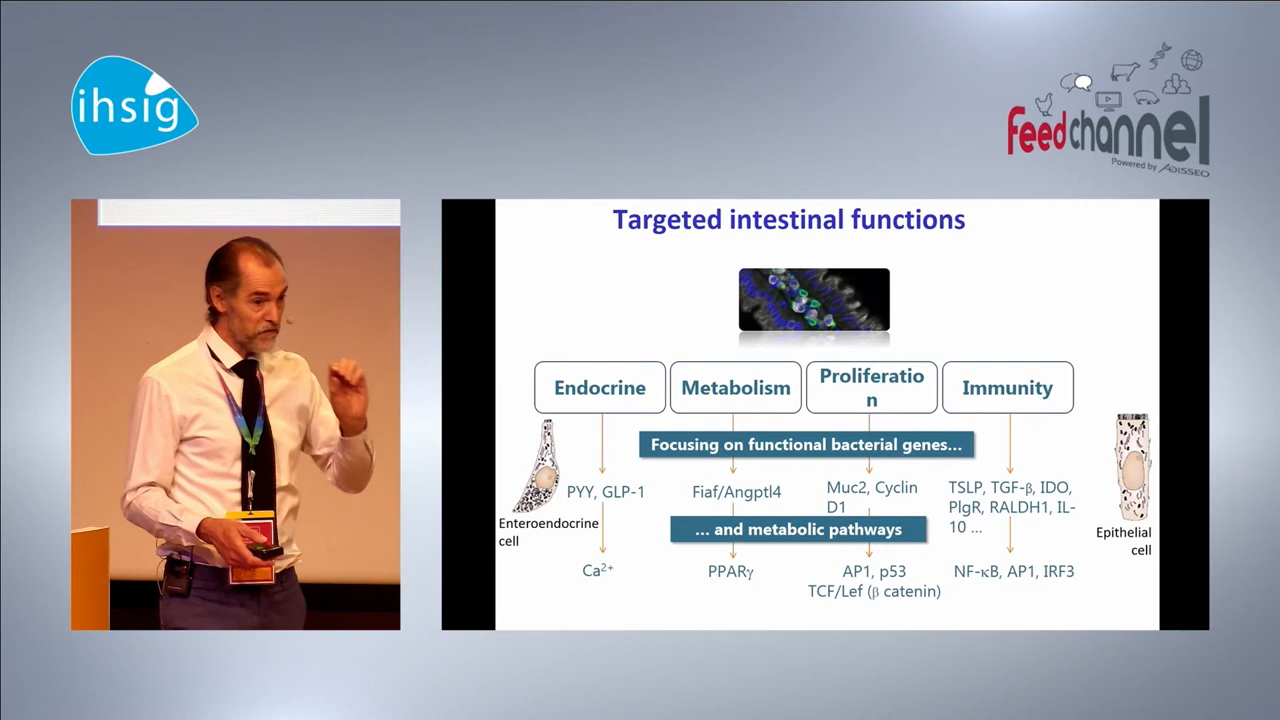 ihsig
feedchannel
Powered by ADISSEO
Targeted intestinal functions
Endocrine
Metabolism
Proliferatio
n
Immunity
Focusing on functional bacterial genes...
PYY, GLP-1
Fiaf/Angptl4
Muc2, Cyclin
D1
TSLP, TGF-β, IDO,
PlgR, RALDH1, IL-
10 ...
Enteroendocrine
cell
... and metabolic pathways
Epithelial
cell
Ca²⁺
PPARγ
AP1, p53
TCF/Lef (β catenin)
NF-κB, AP1, IRF3